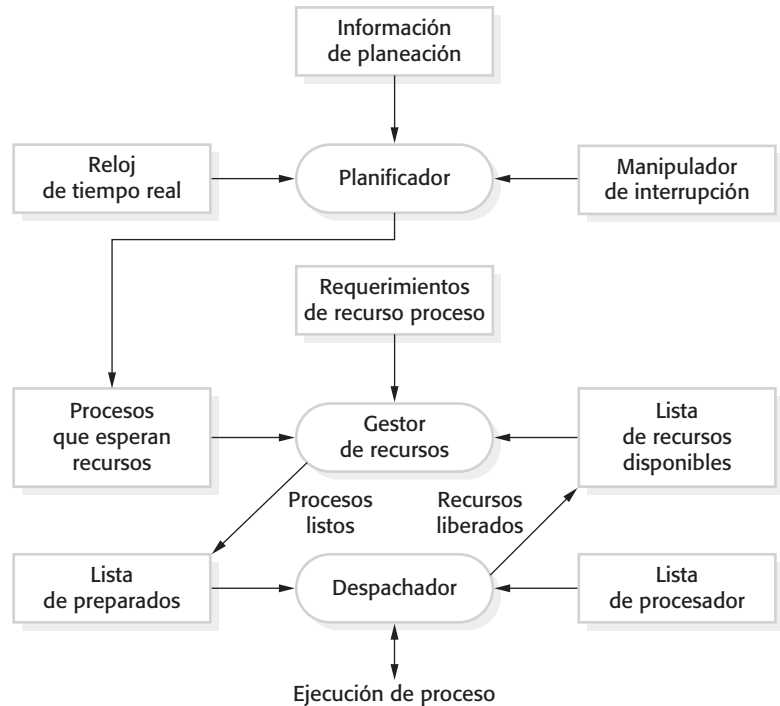 Información
de planeación
Reloj
de tiempo real
Planificador
Manipulador
de interrupción
Requerimientos
de recurso proceso
Procesos
que esperan
recursos
Gestor
de recursos
Lista
de recursos
disponibles
Procesos
listos
Recursos
liberados
Lista
de preparados
Despachador
Lista
de procesador
Ejecución de proceso